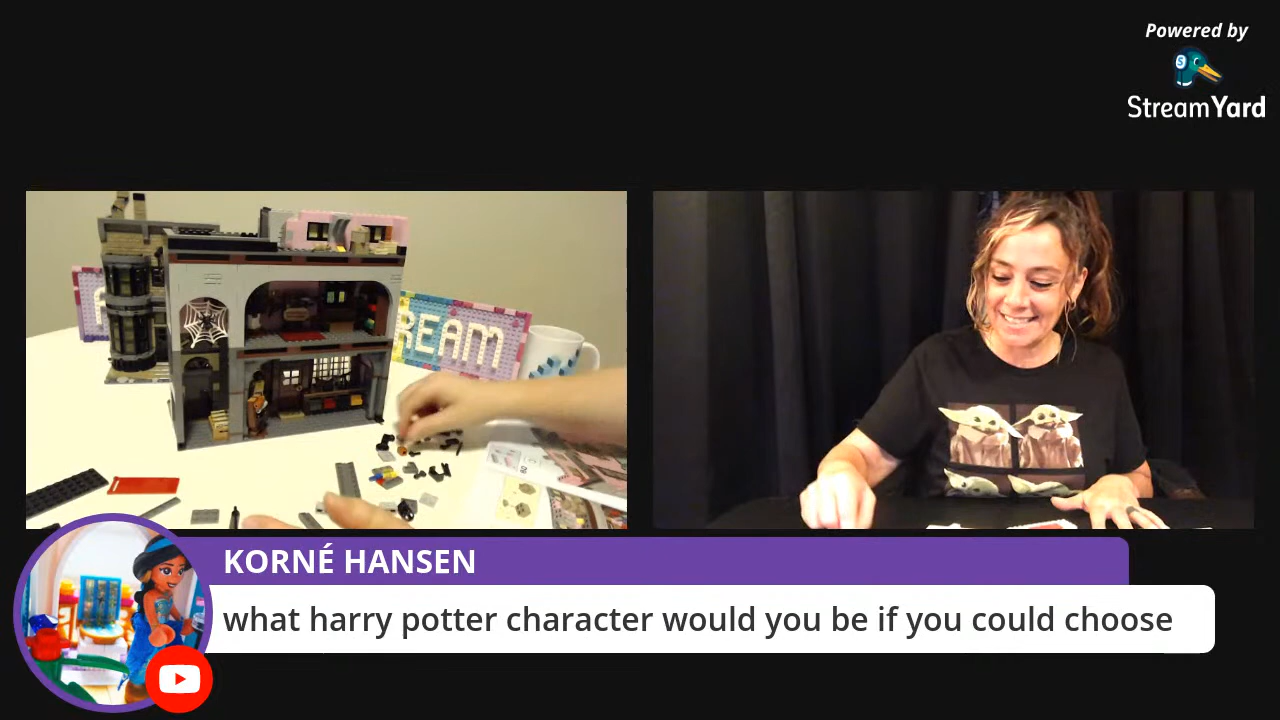 Powered by
StreamYard
REAM
KORNÉ HANSEN
what harry potter character would you be if you could choose